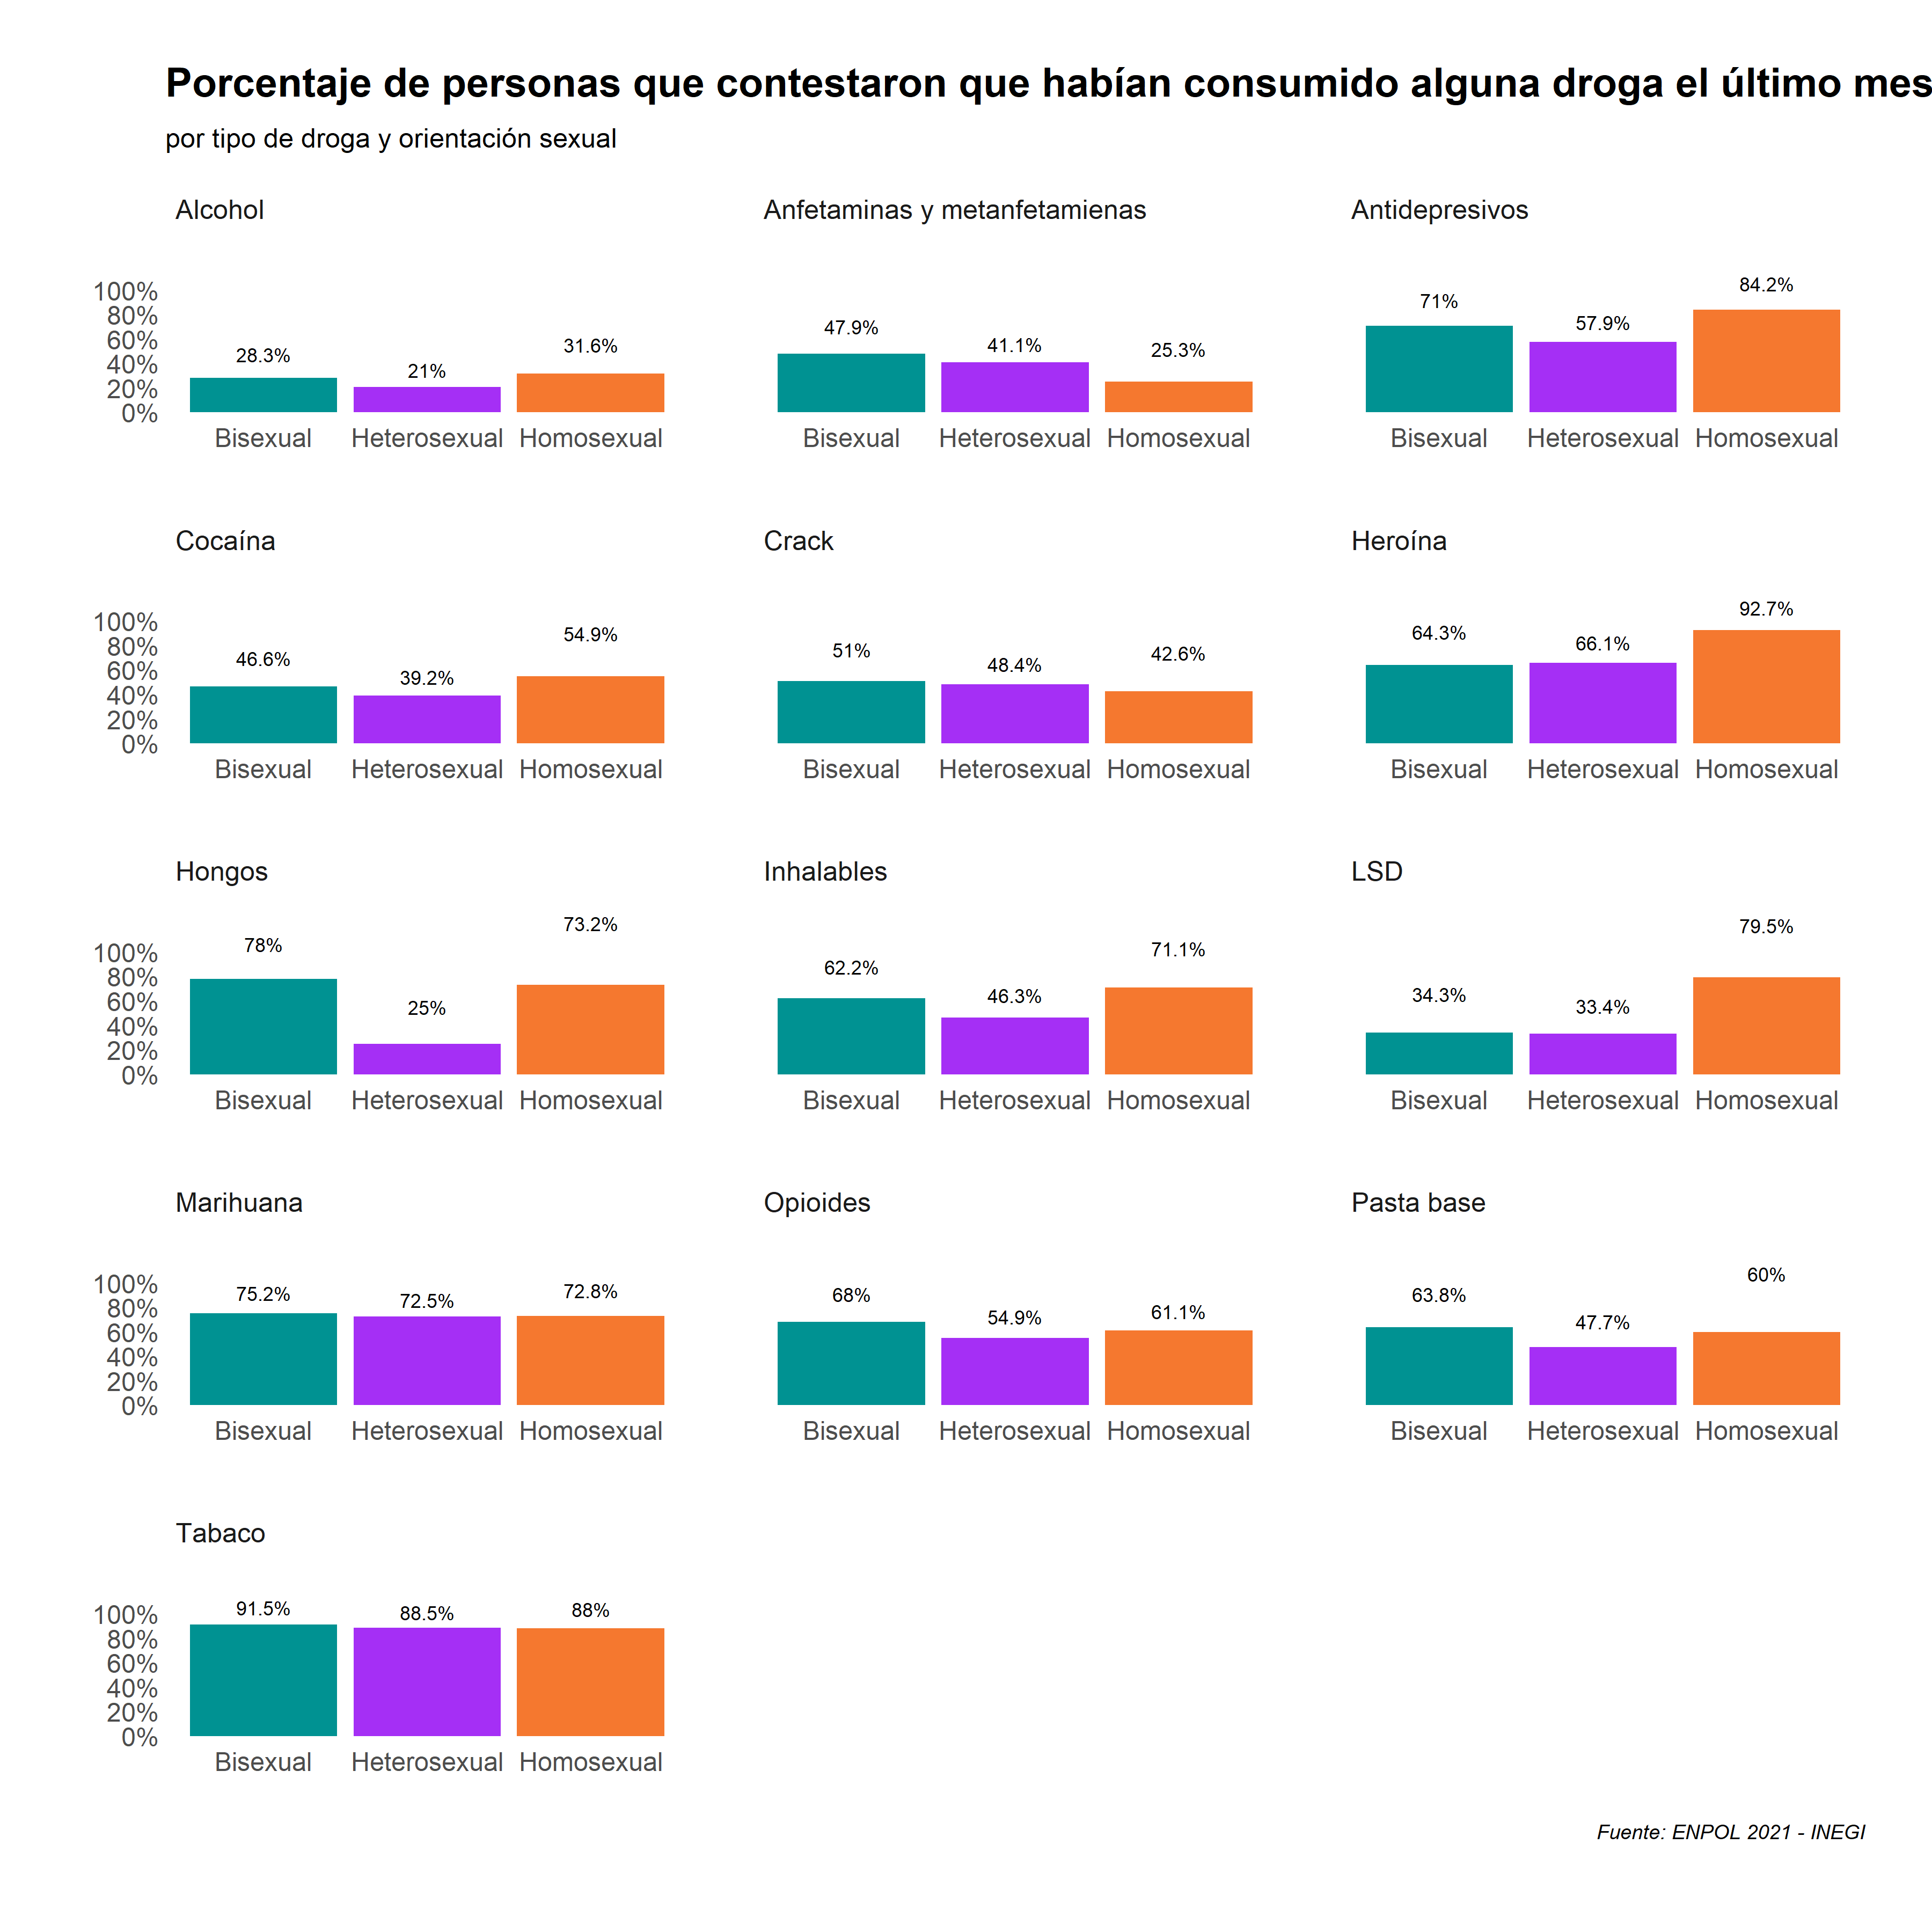 Porcentaje de personas que contestaron que habían consumido alguna droga el último mes
por tipo de droga y orientación sexual
Alcohol
Anfetaminas y metanfetamienas
Antidepresivos
100%
80%
60%
40%
20%
0%
28.3%
21%
31.6%
47.9%
41.1%
25.3%
71%
57.9%
84.2%
Bisexual Heterosexual Homosexual
Bisexual Heterosexual Homosexual
Bisexual Heterosexual Homosexual
Cocaína
Crack
Heroína
100%
80%
60%
40%
20%
0%
46.6%
39.2%
54.9%
51%
48.4%
42.6%
64.3%
66.1%
92.7%
Bisexual Heterosexual Homosexual
Bisexual Heterosexual Homosexual
Bisexual Heterosexual Homosexual
Hongos
Inhalables
LSD
100%
80%
60%
40%
20%
0%
78%
25%
73.2%
62.2%
46.3%
71.1%
34.3%
33.4%
79.5%
Bisexual Heterosexual Homosexual
Bisexual Heterosexual Homosexual
Bisexual Heterosexual Homosexual
Marihuana
Opioides
Pasta base
100%
80%
60%
40%
20%
0%
75.2%
72.5%
72.8%
68%
54.9%
61.1%
63.8%
47.7%
60%
Bisexual Heterosexual Homosexual
Bisexual Heterosexual Homosexual
Bisexual Heterosexual Homosexual
Tabaco
100%
80%
60%
40%
20%
0%
91.5%
88.5%
88%
Bisexual Heterosexual Homosexual
Fuente: ENPOL 2021 - INEGI